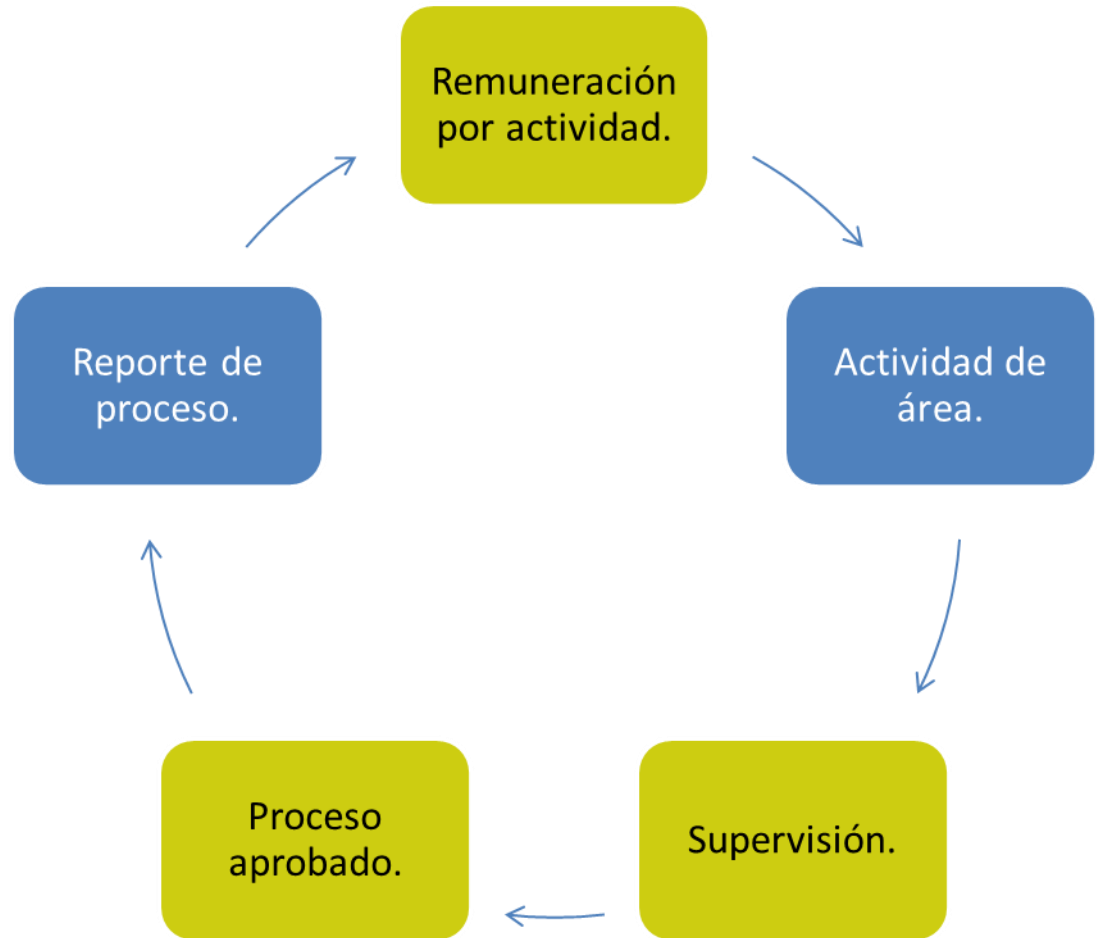 Remuneración
por actividad.
Actividad de
área.
Supervisión.
Proceso
aprobado.
Reporte de
proceso.